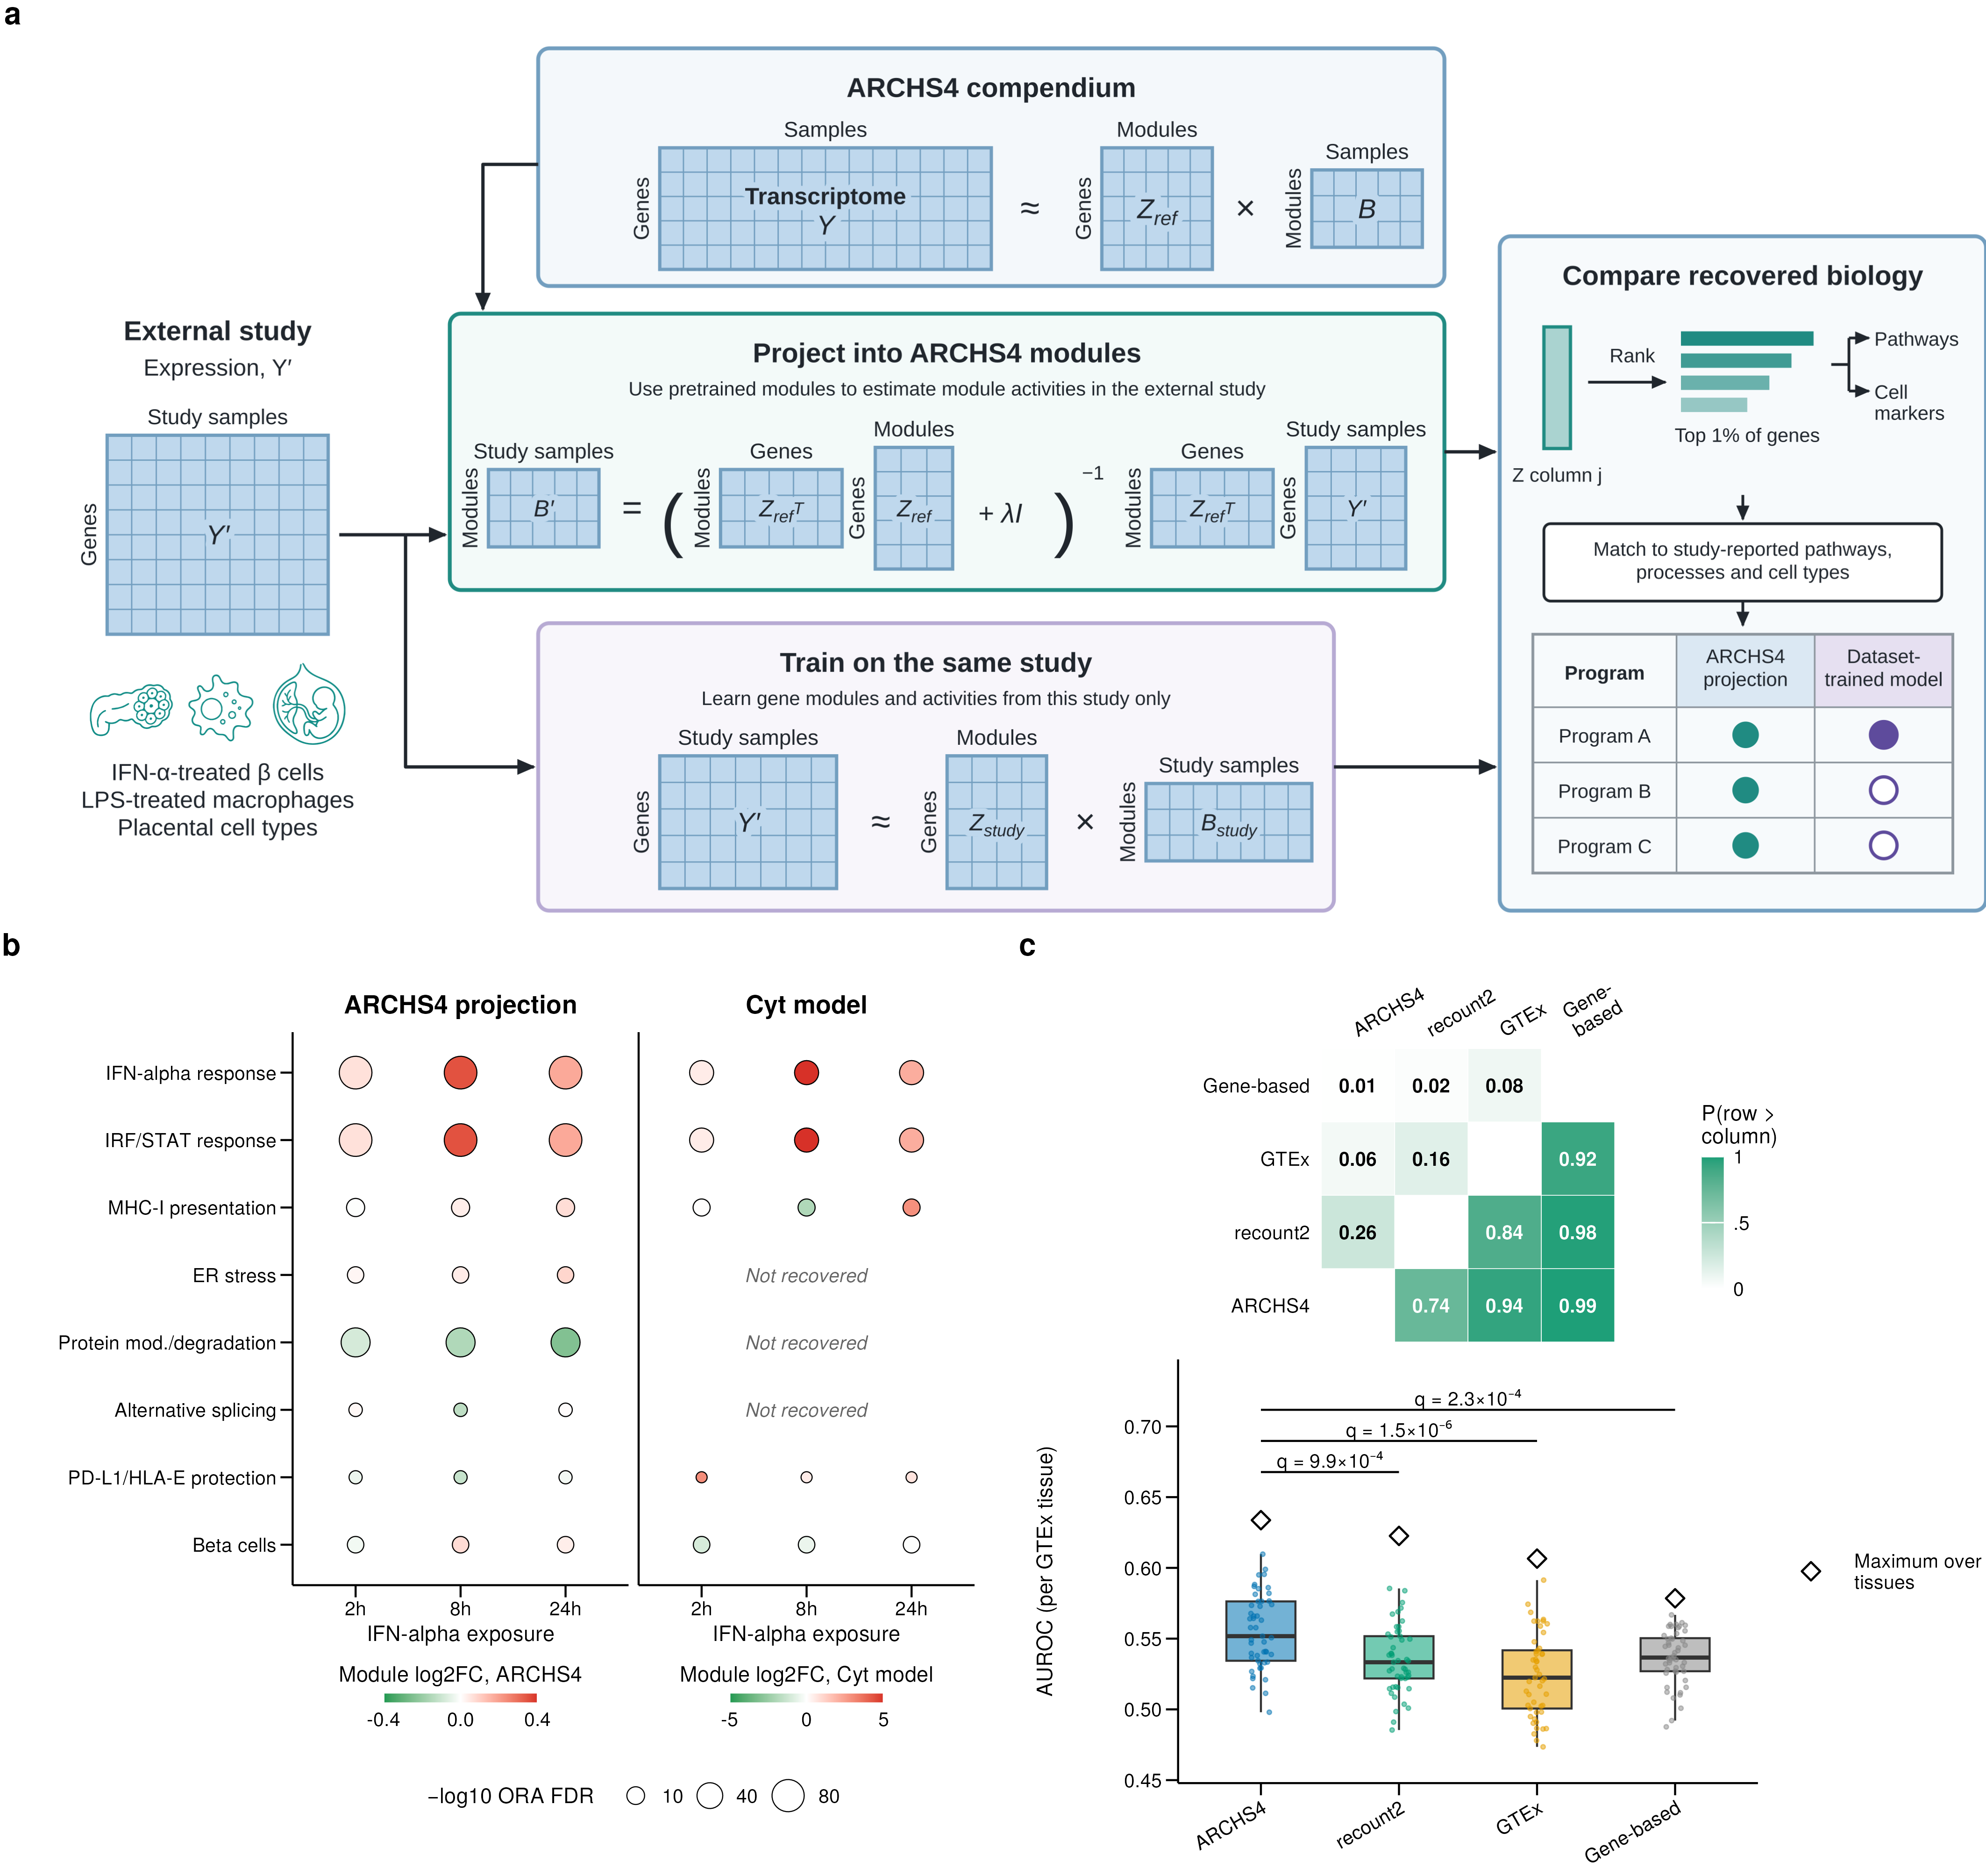 a
ARCHS4 compendium
Samples
Genes
Transcriptome
Y
≈
Modules
Genes
Zref
×
Samples
Modules
B
External study
Expression, Y′
Study samples
Genes
Y′
IFN-α-treated β cells
LPS-treated macrophages
Placental cell types
Project into ARCHS4 modules
Use pretrained modules to estimate module activities in the external study
Study samples
Modules
B′
=
(
Genes
Modules
ZrefT
Modules
Genes
Zref
+ λI
)
−1
Genes
Modules
ZrefT
Study samples
Genes
Y′
Train on the same study
Learn gene modules and activities from this study only
Study samples
Genes
Y′
≈
Modules
Genes
Zstudy
×
Study samples
Modules
Bstudy
Compare recovered biology
Z column j
Rank
Top 1% of genes
Pathways
Cell
markers
Match to study-reported pathways,
processes and cell types
Program
ARCHS4
projection
Dataset-
trained model
Program A
Program B
Program C
b
ARCHS4 projection
Cyt model
IFN-alpha response
IRF/STAT response
MHC-I presentation
ER stress
Not recovered
Protein mod./degradation
Not recovered
Alternative splicing
Not recovered
PD-L1/HLA-E protection
Beta cells
2h 8h 24h
2h 8h 24h
IFN-alpha exposure
IFN-alpha exposure
Module log2FC, ARCHS4
-0.4 0.0 0.4
Module log2FC, Cyt model
-5 0 5
−log10 ORA FDR 10 40 80
c
ARCHS4
recount2
GTEx
Gene-
based
Gene-based 0.01 0.02 0.08
GTEx 0.06 0.16 0.92
recount2 0.26 0.84 0.98
ARCHS4 0.74 0.94 0.99
P(row >
column)
1
.5
0
AUROC (per GTEx tissue)
0.70
0.65
0.60
0.55
0.50
0.45
q = 2.3×10⁻⁴
q = 1.5×10⁻⁶
q = 9.9×10⁻⁴
ARCHS4
recount2
GTEx
Gene-based
Maximum over
tissues